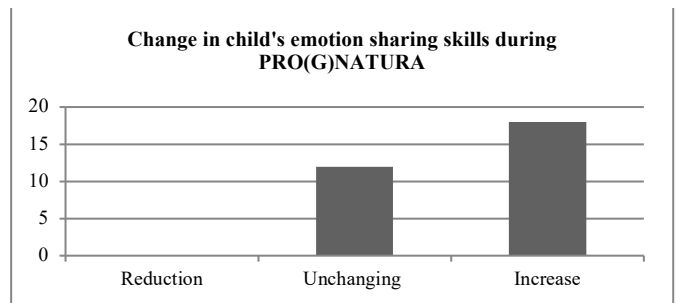 Change in child's emotion sharing skills during
PRO(G)NATURA
20
15
10
5
0
Reduction Unchanging Increase